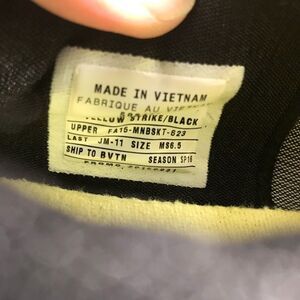 MADE IN VIETNAM
FABRIQUE AU VIETNAM
YELLOW STRIKE/BLACK
UPPER FA15-MNBSKT-623
LAST JM-11 SIZE MS6.5
SHIP TO BVTN SEASON SP16
PROMO